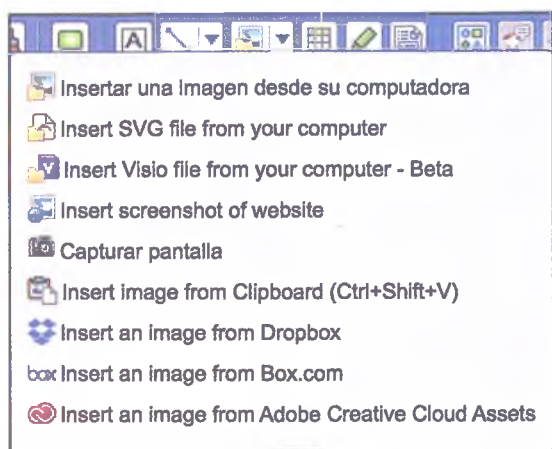 A
Insertar una Imagen desde su computadora
Insert SVG file from your computer
V
Insert Visio file from your computer - Beta
Insert screenshot of website
Capturar pantalla
Insert image from Clipboard (Ctrl+Shift+V)
Insert an image from Dropbox
box Insert an image from Box.com
Insert an image from Adobe Creative Cloud Assets